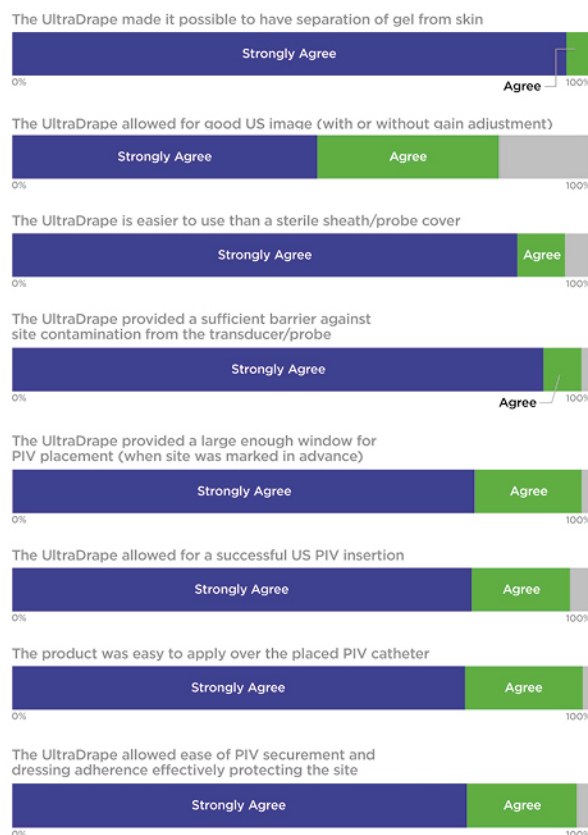 The UltraDrape made it possible to have separation of gel from skin
Strongly Agree
0%
Agree
100%
The UltraDrape allowed for good US image (with or without gain adjustment)
Strongly Agree
Agree
0%
100%
The UltraDrape is easier to use than a sterile sheath/probe cover
Strongly Agree
Agree
0%
100%
The UltraDrape provided a sufficient barrier against
site contamination from the transducer/probe
Strongly Agree
0%
Agree
100%
The UltraDrape provided a large enough window for
PIV placement (when site was marked in advance)
Strongly Agree
Agree
0%
100%
The UltraDrape allowed for a successful US PIV insertion
Strongly Agree
Agree
0%
100%
The product was easy to apply over the placed PIV catheter
Strongly Agree
Agree
0%
100%
The UltraDrape allowed ease of PIV securement and
dressing adherence effectively protecting the site
Strongly Agree
Agree
0%
100%